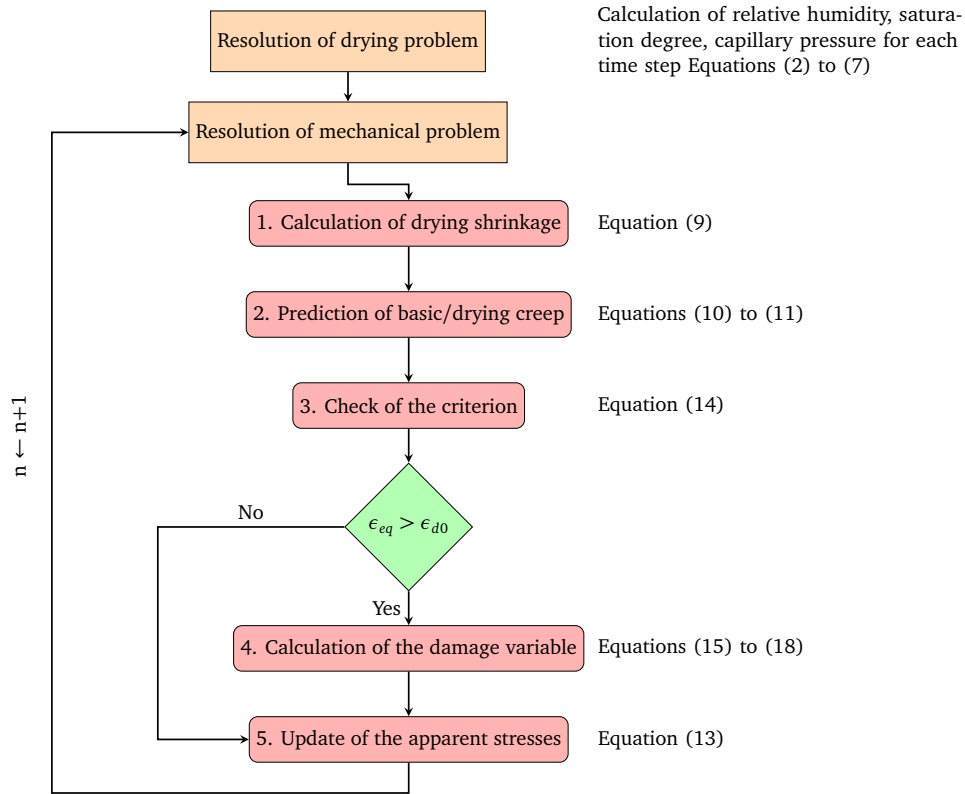 Resolution of drying problem
Calculation of relative humidity, satura-
tion degree, capillary pressure for each
time step Equations (2) to (7)
Resolution of mechanical problem
1. Calculation of drying shrinkage
Equation (9)
2. Prediction of basic/drying creep
Equations (10) to (11)
3. Check of the criterion
Equation (14)
n ← n+1
ϵ_eq > ϵ_d0
No
Yes
4. Calculation of the damage variable
Equations (15) to (18)
5. Update of the apparent stresses
Equation (13)